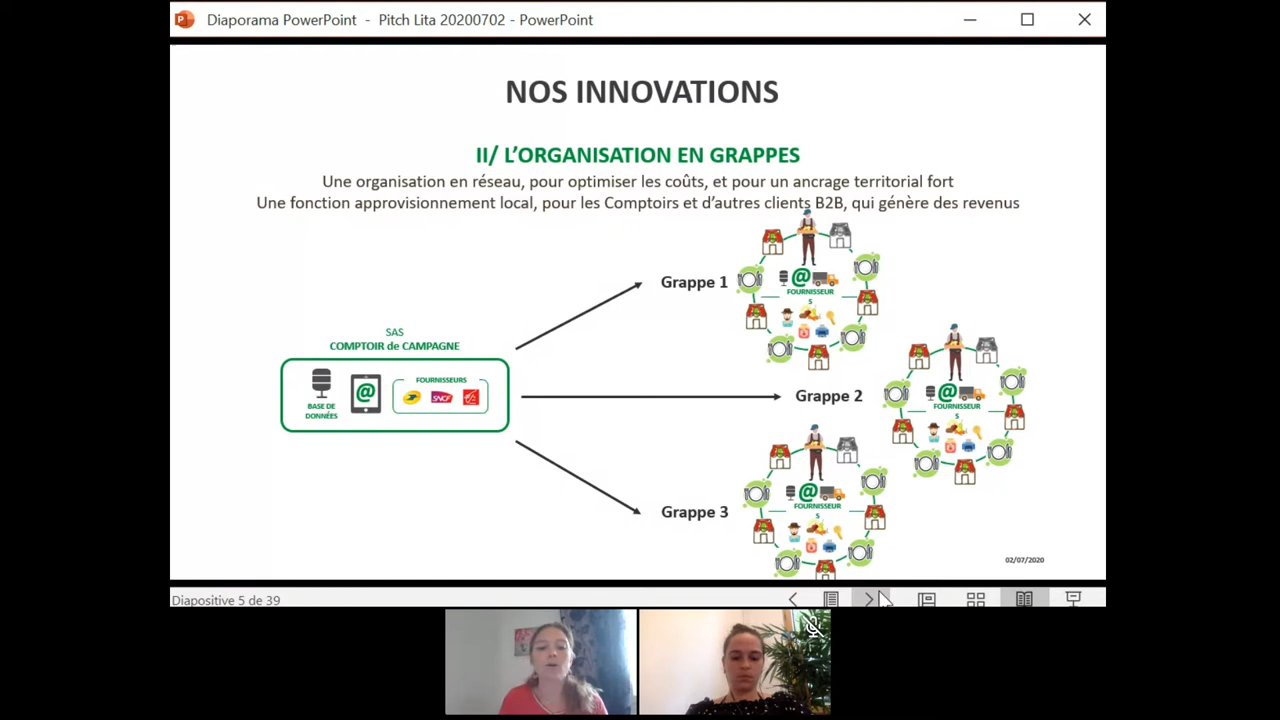 Diaporama PowerPoint - Pitch Lita 20200702 - PowerPoint
NOS INNOVATIONS
II/ L'ORGANISATION EN GRAPPES
Une organisation en réseau, pour optimiser les coûts, et pour un ancrage territorial fort
Une fonction approvisionnement local, pour les Comptoirs et d'autres clients B2B, qui génère des revenus
Grappe 1
@
FOURNISSEUR
S
SAS
COMPTOIR de CAMPAGNE
@
FOURNISSEURS
SNCF
BASE DE
DONNÉES
Grappe 2
@
FOURNISSEUR
S
Grappe 3
@
FOURNISSEUR
S
02/07/2020
Diapositive 5 de 39